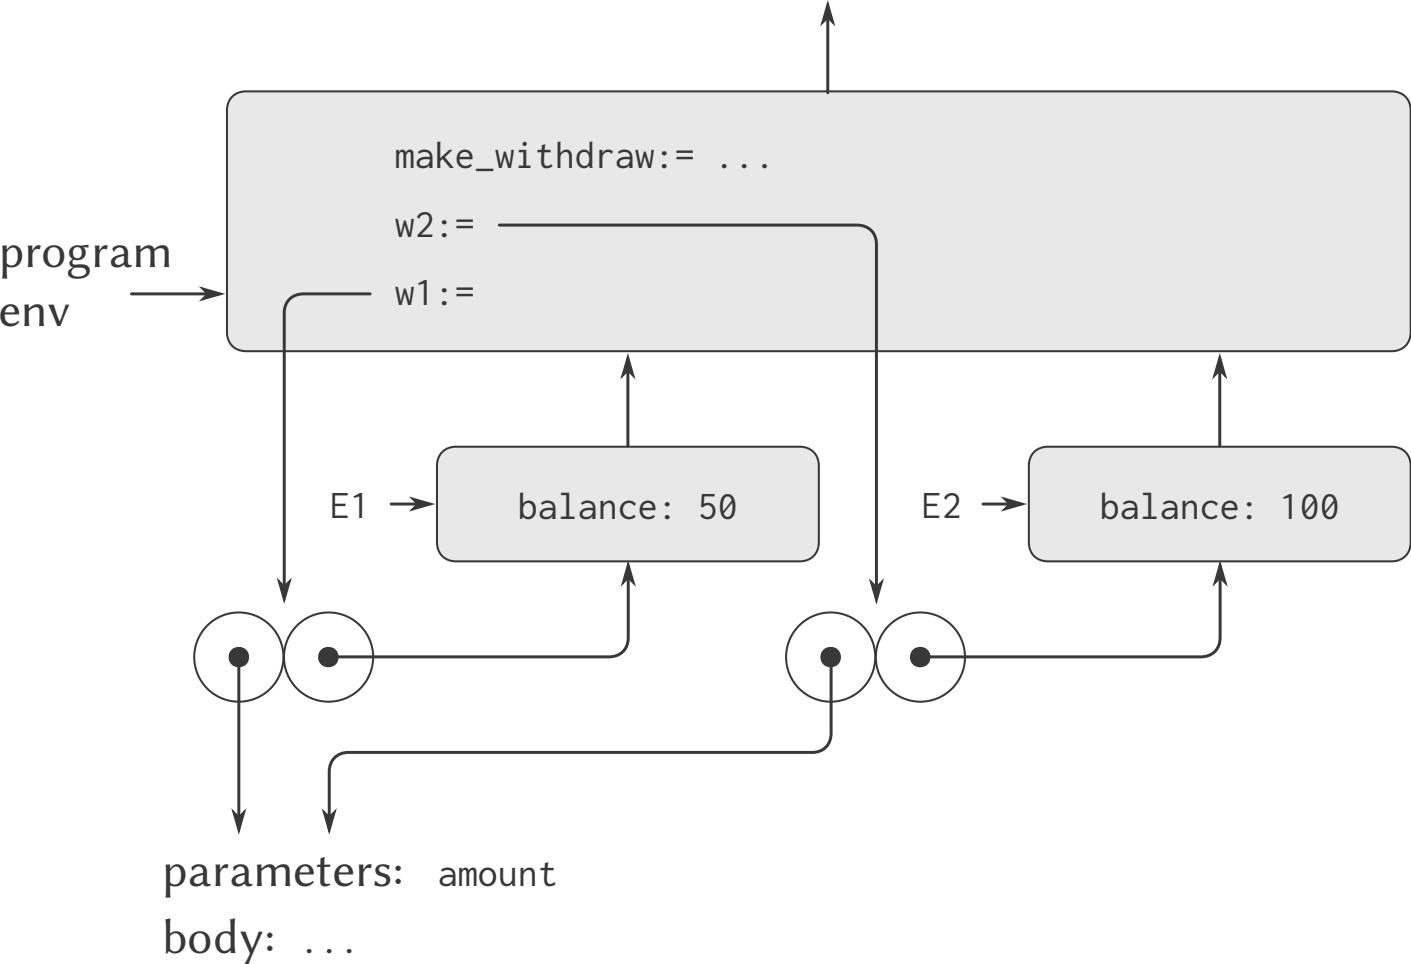 make_withdraw:= ...
w2:=
program
env
w1:=
E1
balance: 50
E2
balance: 100
parameters: amount
body: ...